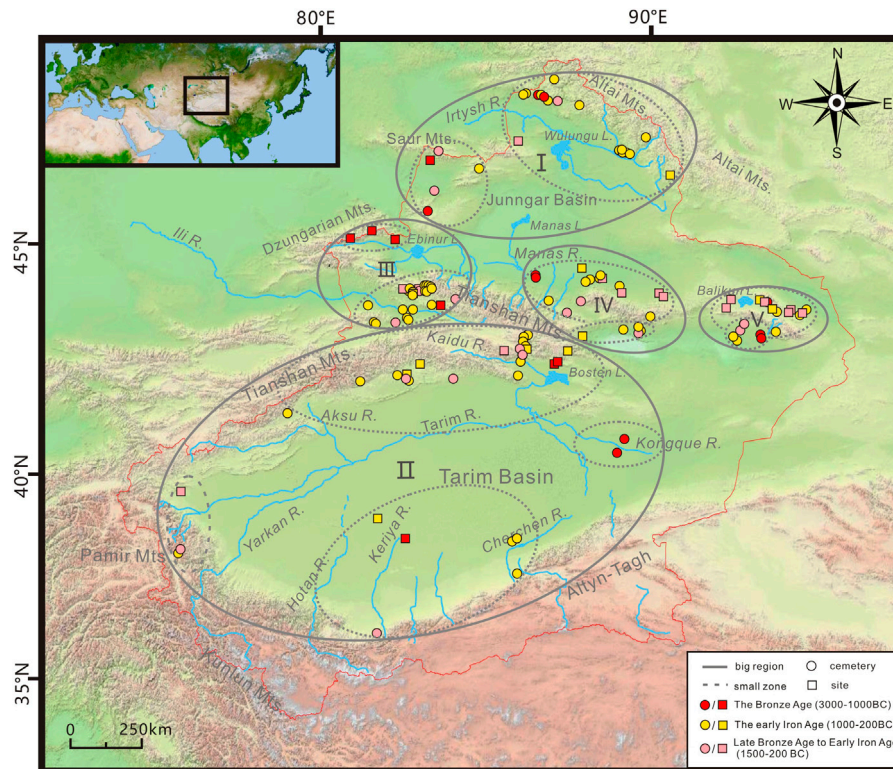 80°E
90°E
N
W
E
S
Altai Mts.
Irtysh R.
Wulungu L.
Saur Mts.
I
Altai Mts.
Junngar Basin
Manas L.
Dzungarian Mts.
Ili R.
Ebinur L.
45°N
Manas R.
III
IV
Balikun L.
V
Tianshan Mts.
Kaidu R.
Tianshan Mts.
Bosten L.
Aksu R.
Tarim R.
Kongque R.
40°N
II
Tarim Basin
Yarkan R.
Keriya R.
Cherchen R.
Pamir Mts.
Hotan R.
Altyn-Tagh
Kunlun Mts.
35°N
big region
cemetery
small zone
site
/ The Bronze Age (3000-1000BC)
/ The early Iron Age (1000-200BC)
/ Late Bronze Age to Early Iron Age
(1500-200 BC)
0 250km